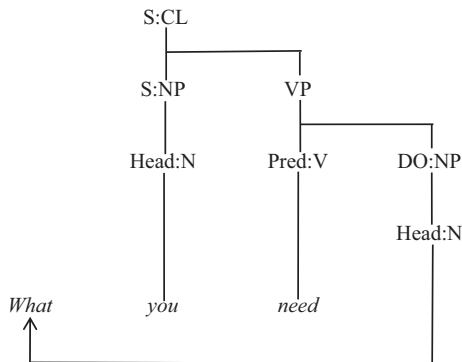 S:CL
S:NP VP
Head:N Pred:V DO:NP
Head:N
What you need